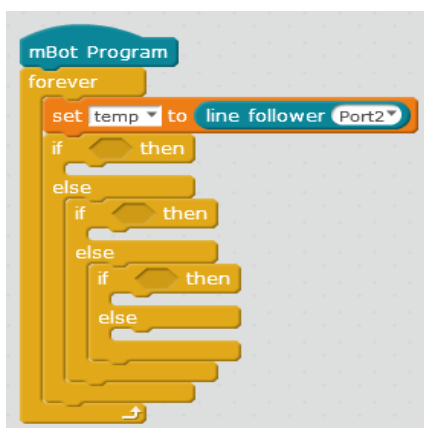 mBot Program
forever
set temp to line follower Port2
if then
else
if then
else
if then
else